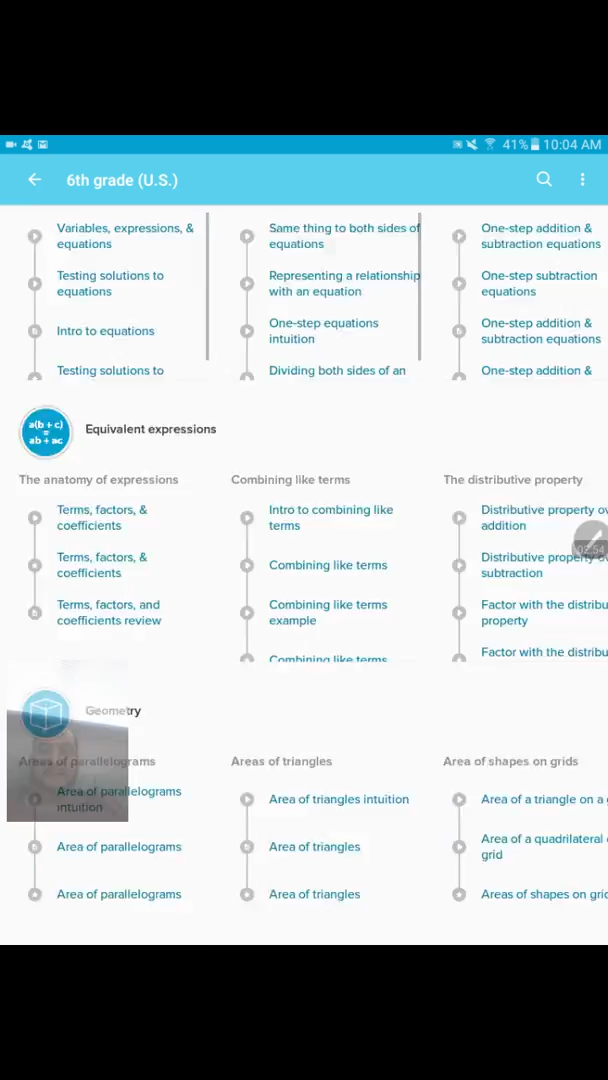 41% 10:04 AM
6th grade (U.S.)
Variables, expressions, &
equations
Testing solutions to
equations
Intro to equations
Testing solutions to
Same thing to both sides of
equations
Representing a relationship
with an equation
One-step equations
intuition
Dividing both sides of an
One-step addition &
subtraction equations
One-step subtraction
equations
One-step addition &
subtraction equations
One-step addition &
a(b + c)
=
ab + ac
Equivalent expressions
The anatomy of expressions
Terms, factors, &
coefficients
Terms, factors, &
coefficients
Terms, factors, and
coefficients review
Combining like terms
Intro to combining like
terms
Combining like terms
Combining like terms
example
Combining like terms
The distributive property
Distributive property ov
addition
Distributive property ov
subtraction
Factor with the distribu
property
Factor with the distribu
02:54
Geometry
Areas of parallelograms
Area of parallelograms
intuition
Area of parallelograms
Area of parallelograms
Areas of triangles
Area of triangles intuition
Area of triangles
Area of triangles
Area of shapes on grids
Area of a triangle on a g
Area of a quadrilateral o
grid
Areas of shapes on grid